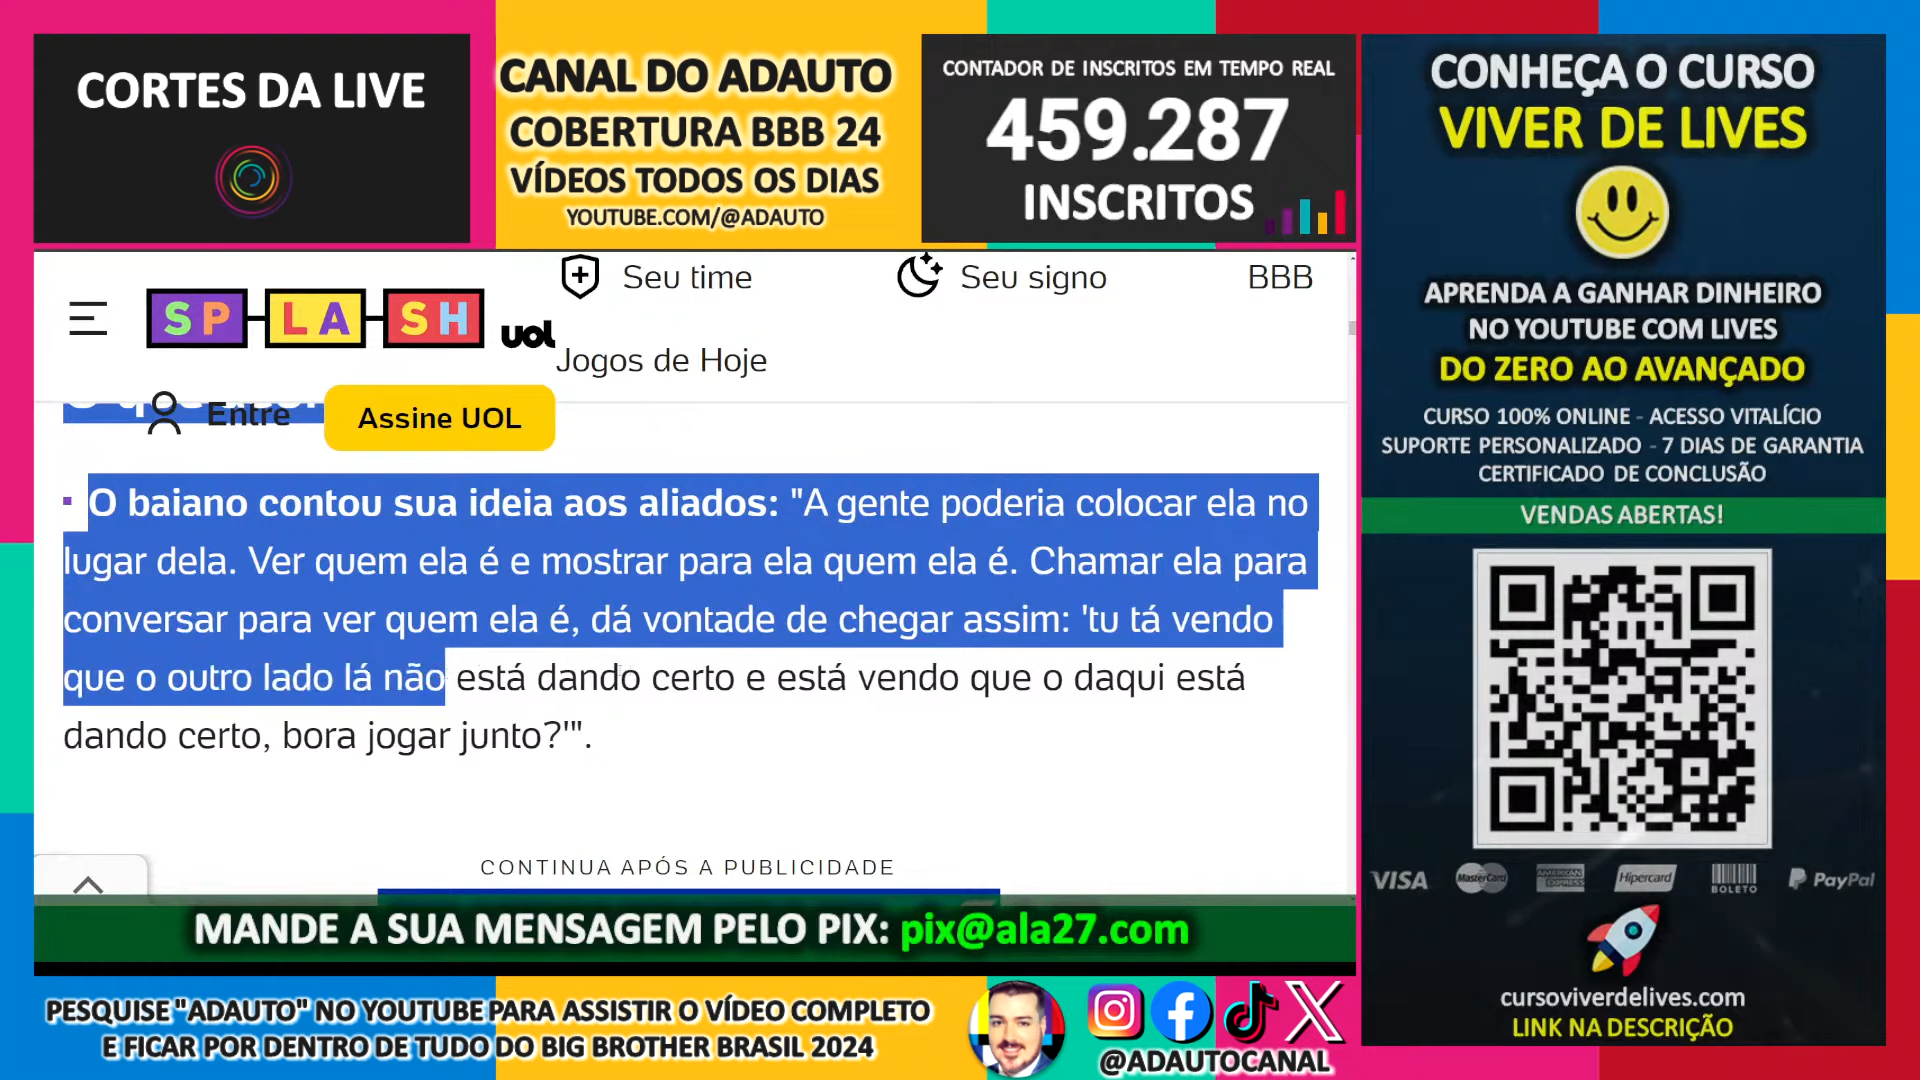 CORTES DA LIVE
CANAL DO ADAUTO
COBERTURA BBB 24
VÍDEOS TODOS OS DIAS
YOUTUBE.COM/@ADAUTO
CONTADOR DE INSCRITOS EM TEMPO REAL
459.287
INSCRITOS
CONHEÇA O CURSO
VIVER DE LIVES
APRENDA A GANHAR DINHEIRO
NO YOUTUBE COM LIVES
DO ZERO AO AVANÇADO
CURSO 100% ONLINE - ACESSO VITALÍCIO
SUPORTE PERSONALIZADO - 7 DIAS DE GARANTIA
CERTIFICADO DE CONCLUSÃO
VENDAS ABERTAS!
VISA MasterCard AMERICAN EXPRESS Hipercard BOLETO PayPal
cursoviverdelives.com
LINK NA DESCRIÇÃO
SPLASH uol
Seu time
Seu signo
BBB
Jogos de Hoje
Entre
Assine UOL
O baiano contou sua ideia aos aliados: "A gente poderia colocar ela no
lugar dela. Ver quem ela é e mostrar para ela quem ela é. Chamar ela para
conversar para ver quem ela é, dá vontade de chegar assim: 'tu tá vendo
que o outro lado lá não está dando certo e está vendo que o daqui está
dando certo, bora jogar junto?'".
CONTINUA APÓS A PUBLICIDADE
MANDE A SUA MENSAGEM PELO PIX: pix@ala27.com
PESQUISE "ADAUTO" NO YOUTUBE PARA ASSISTIR O VÍDEO COMPLETO
E FICAR POR DENTRO DE TUDO DO BIG BROTHER BRASIL 2024
@ADAUTOCANAL